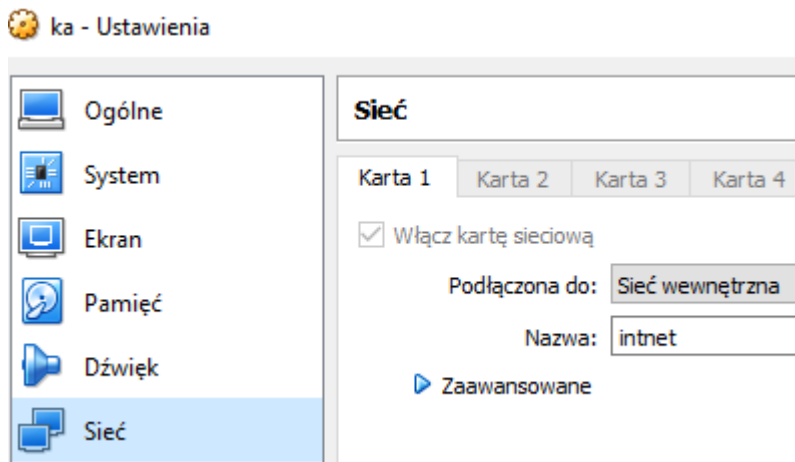 ka - Ustawienia
Ogólne
System
Ekran
Pamięć
Dźwięk
Sieć
Sieć
Karta 1 Karta 2 Karta 3 Karta 4
Włącz kartę sieciową
Podłączona do: Sieć wewnętrzna
Nazwa: intnet
Zaawansowane